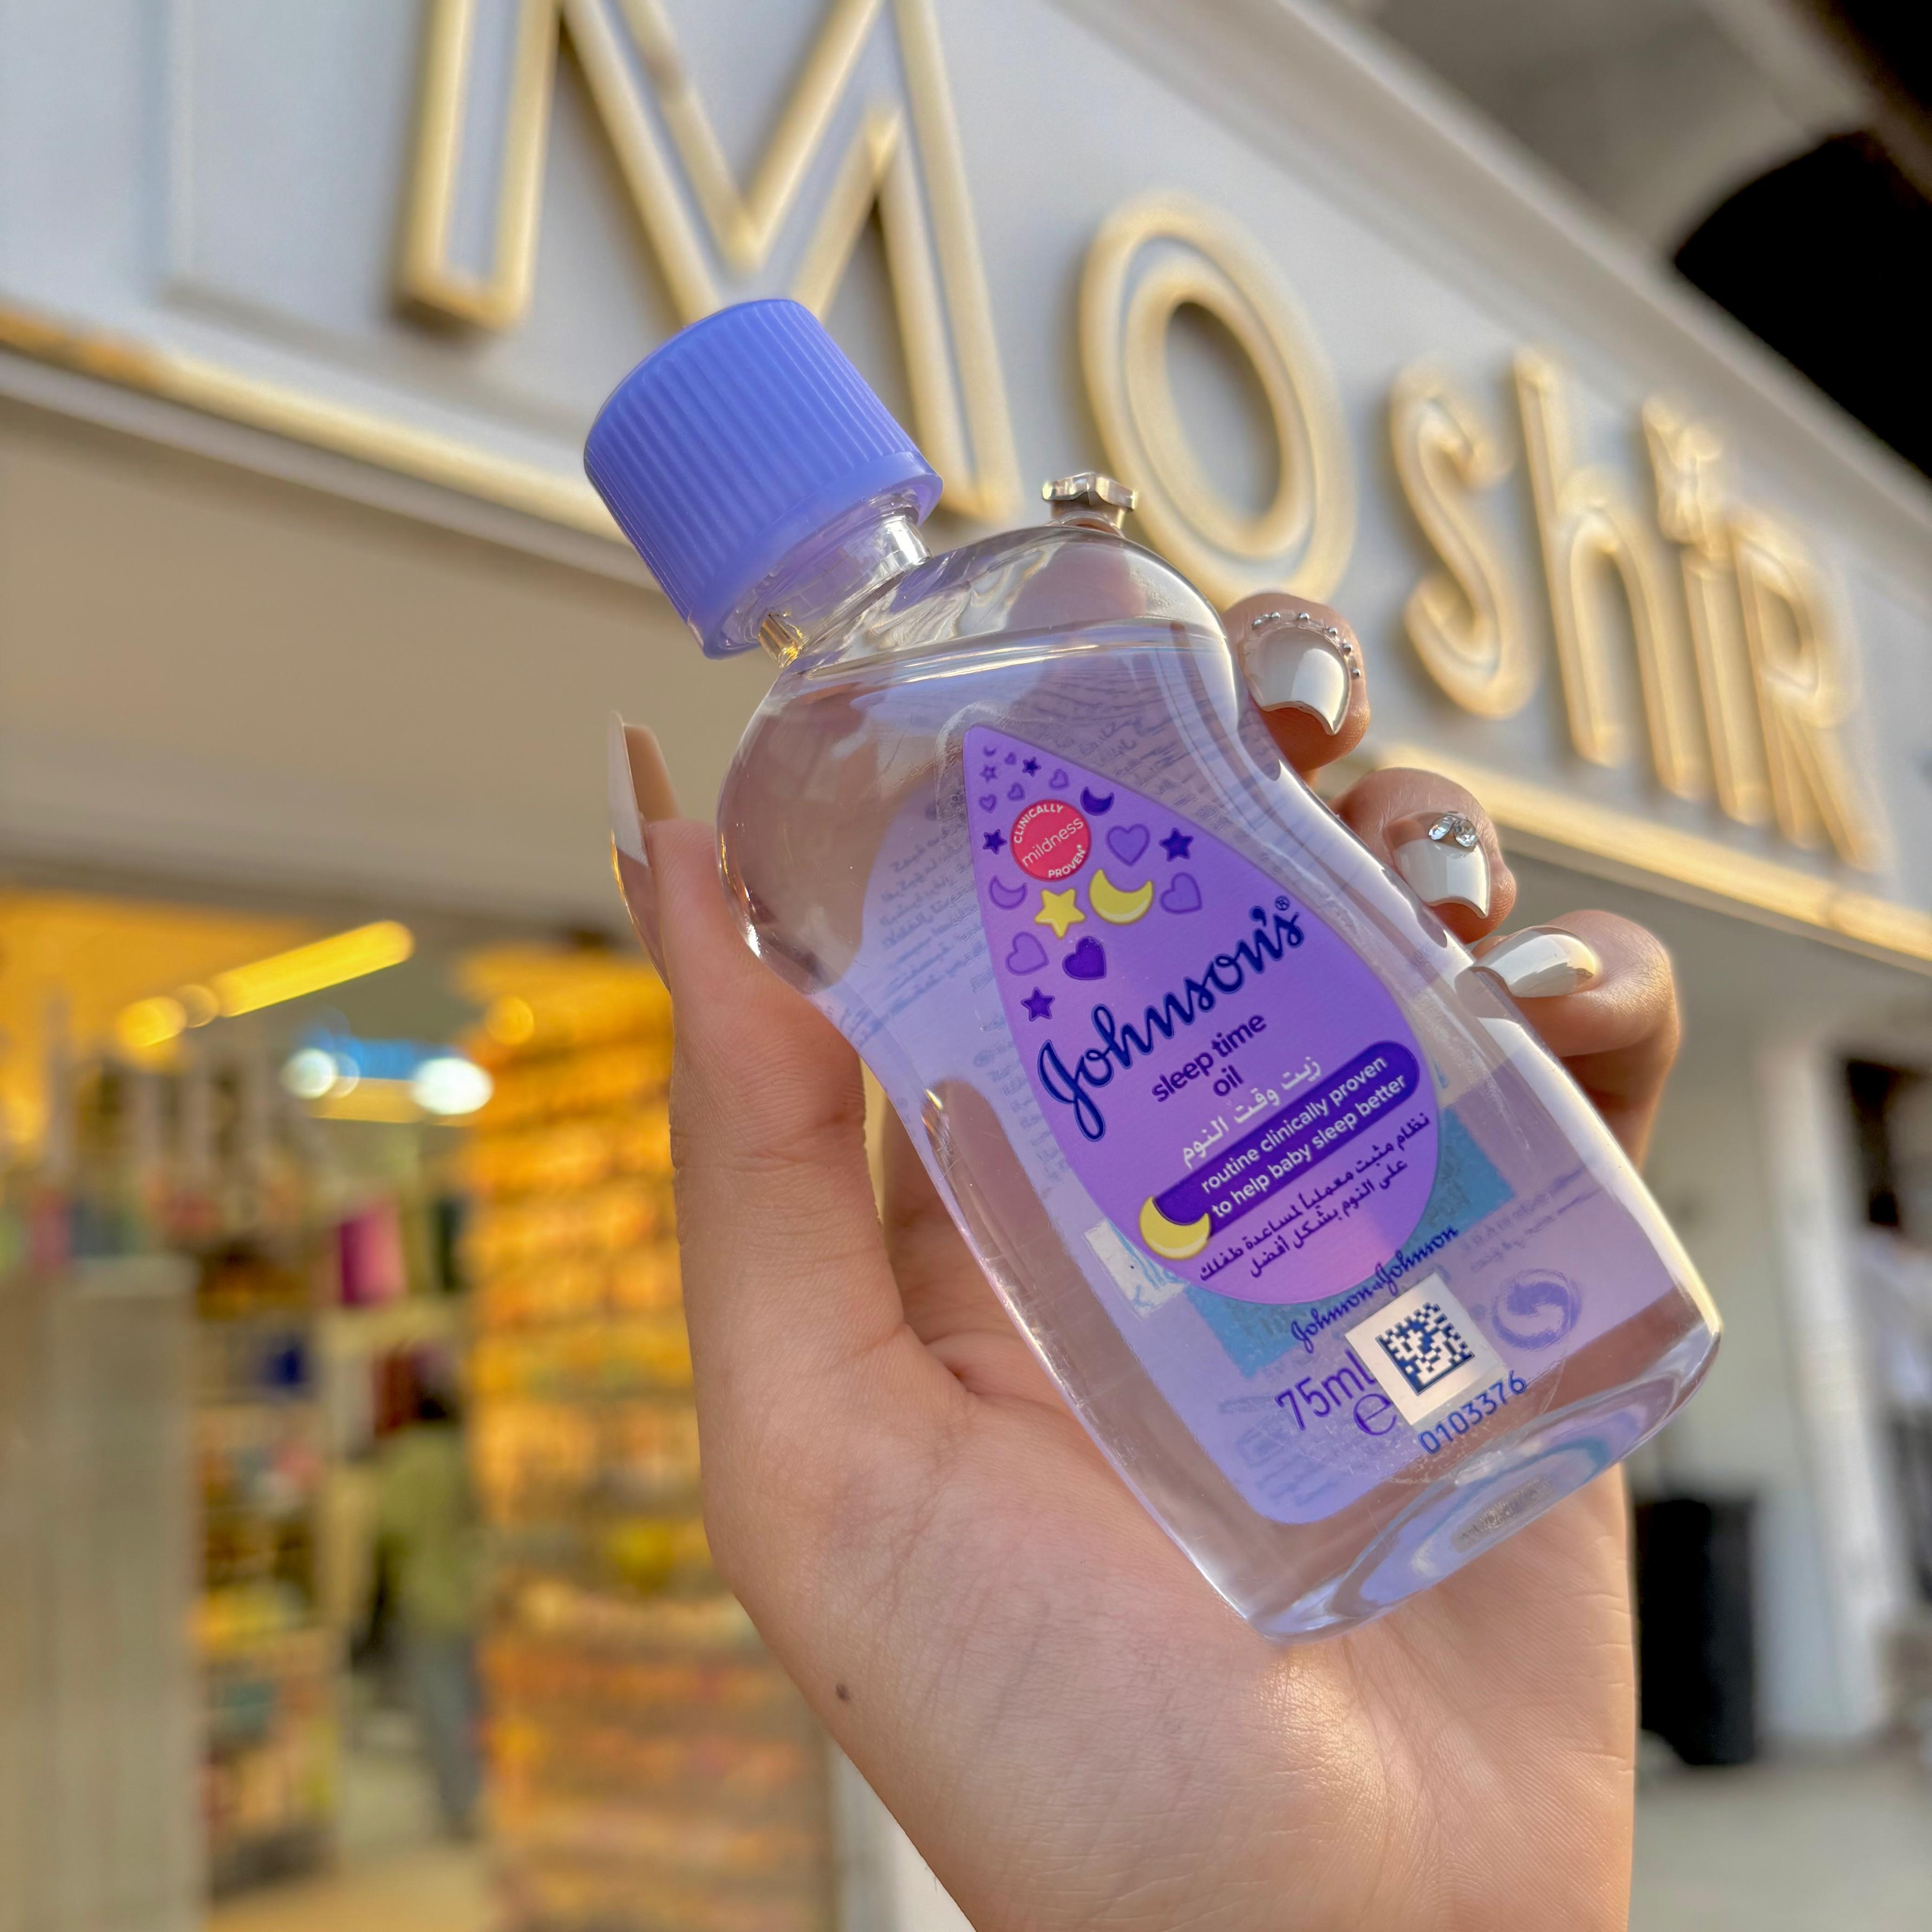 MoshiR
CLINICALLY
mildness
PROVEN*
Johnson's®
sleep time
oil
زيت وقت النوم
routine clinically proven
to help baby sleep better
نظام مثبت معملياً لمساعدة طفلك
على النوم بشكل أفضل
Johnson & Johnson
75ml
e
0103376